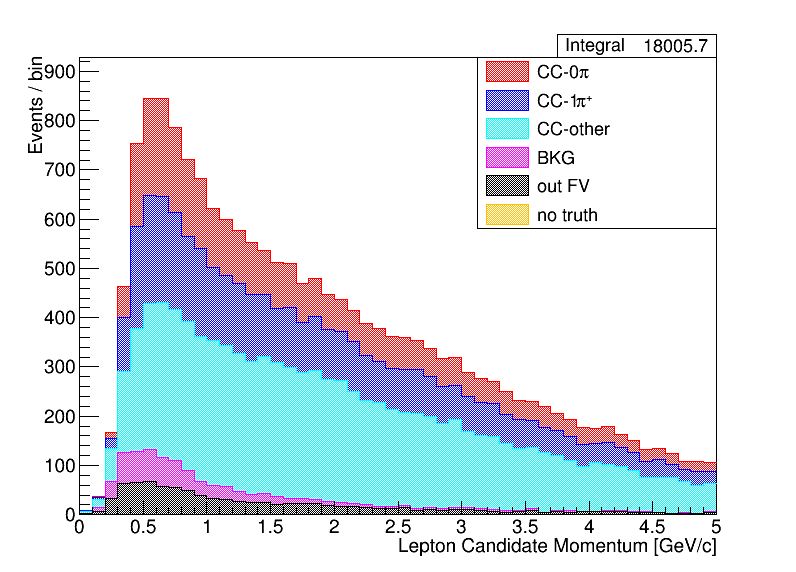 Integral 18005.7
Events / bin
900
800
700
600
500
400
300
200
100
0
CC-0π
CC-1π⁺
CC-other
BKG
out FV
no truth
0 0.5 1 1.5 2 2.5 3 3.5 4 4.5 5
Lepton Candidate Momentum [GeV/c]